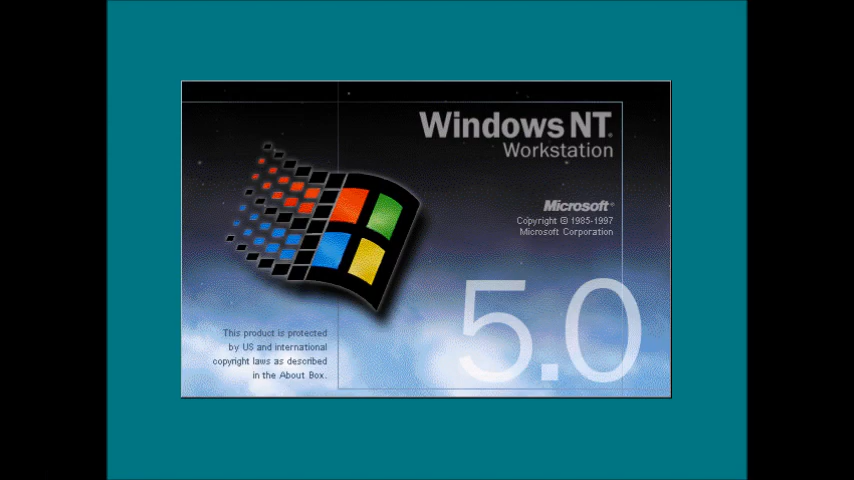 Windows NT®
Workstation
Microsoft®
Copyright © 1985-1997
Microsoft Corporation
5.0
This product is protected
by US and international
copyright laws as described
in the About Box.